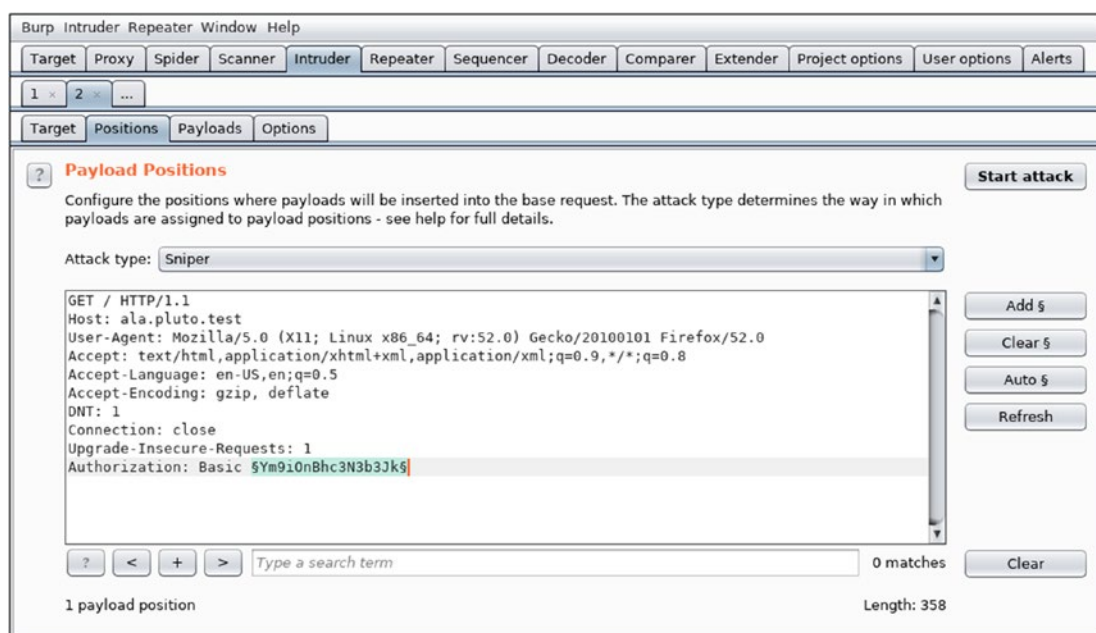 Burp Intruder Repeater Window Help
Target Proxy Spider Scanner Intruder Repeater Sequencer Decoder Comparer Extender Project options User options Alerts
1 × 2 × ...
Target Positions Payloads Options
? Payload Positions
Start attack
Configure the positions where payloads will be inserted into the base request. The attack type determines the way in which
payloads are assigned to payload positions - see help for full details.
Attack type: Sniper
GET / HTTP/1.1
Host: ala.pluto.test
User-Agent: Mozilla/5.0 (X11; Linux x86_64; rv:52.0) Gecko/20100101 Firefox/52.0
Accept: text/html,application/xhtml+xml,application/xml;q=0.9,*/*;q=0.8
Accept-Language: en-US,en;q=0.5
Accept-Encoding: gzip, deflate
DNT: 1
Connection: close
Upgrade-Insecure-Requests: 1
Authorization: Basic §Ym9iOnBhc3N3b3Jk§
Add §
Clear §
Auto §
Refresh
? < + > Type a search term 0 matches Clear
1 payload position Length: 358